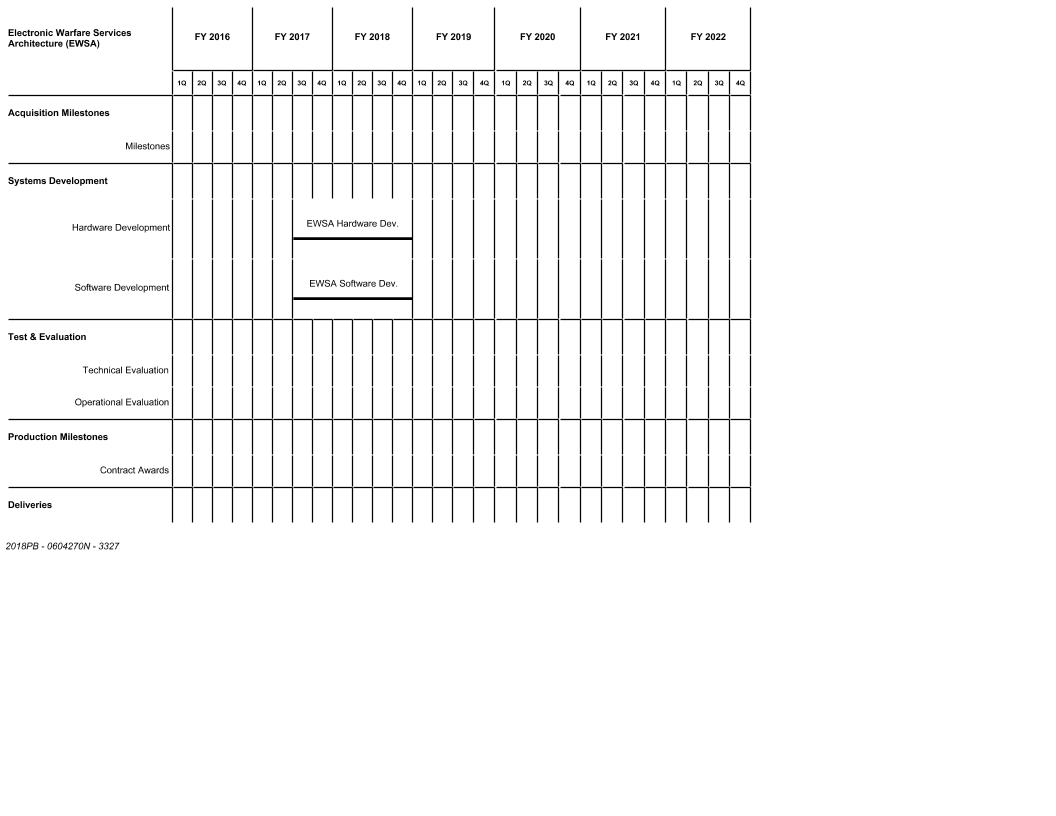 Electronic Warfare Services
Architecture (EWSA)
FY 2016 FY 2017 FY 2018 FY 2019 FY 2020 FY 2021 FY 2022
1Q 2Q 3Q 4Q 1Q 2Q 3Q 4Q 1Q 2Q 3Q 4Q 1Q 2Q 3Q 4Q 1Q 2Q 3Q 4Q 1Q 2Q 3Q 4Q 1Q 2Q 3Q 4Q
Acquisition Milestones
Milestones
Systems Development
EWSA Hardware Dev.
Hardware Development
EWSA Software Dev.
Software Development
Test & Evaluation
Technical Evaluation
Operational Evaluation
Production Milestones
Contract Awards
Deliveries
2018PB - 0604270N - 3327